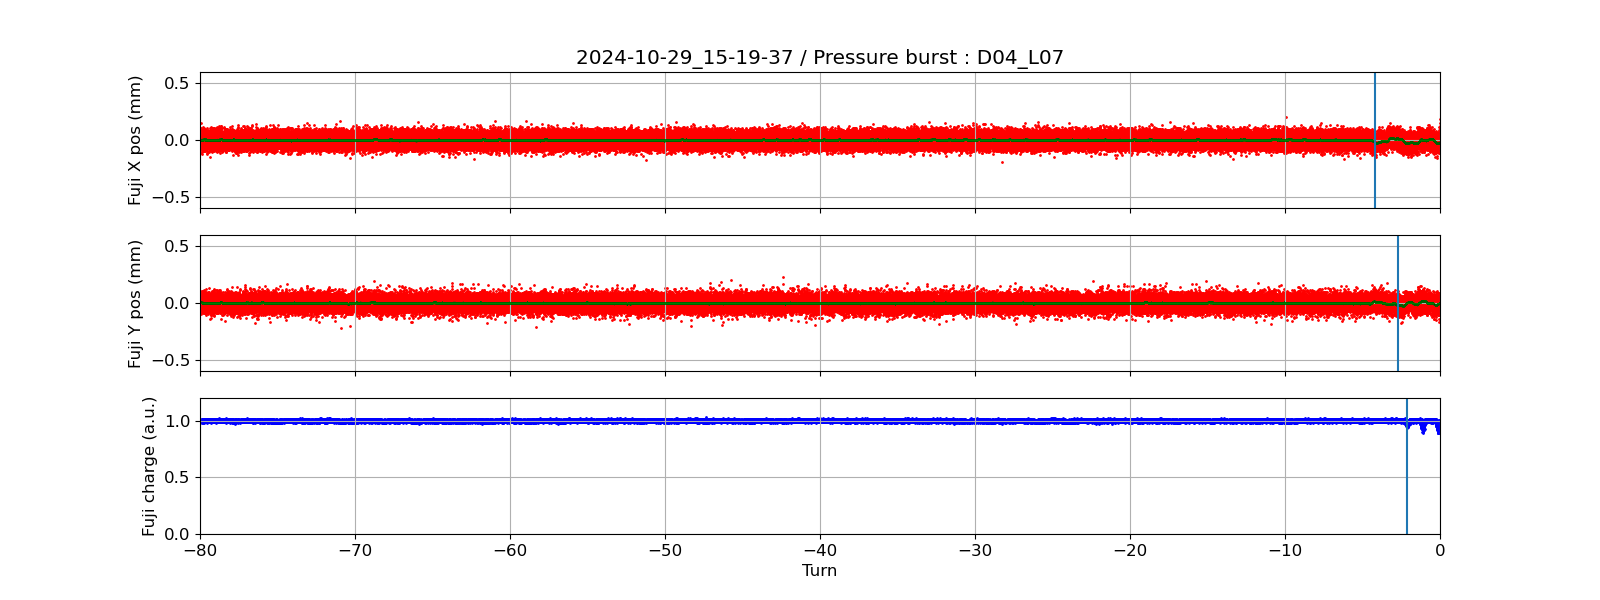 2024-10-29_15-19-37 / Pressure burst : D04_L07
Fuji X pos (mm)
0.5
0.0
−0.5
Fuji Y pos (mm)
0.5
0.0
−0.5
Fuji charge (a.u.)
1.0
0.5
0.0
−80 −70 −60 −50 −40 −30 −20 −10 0
Turn